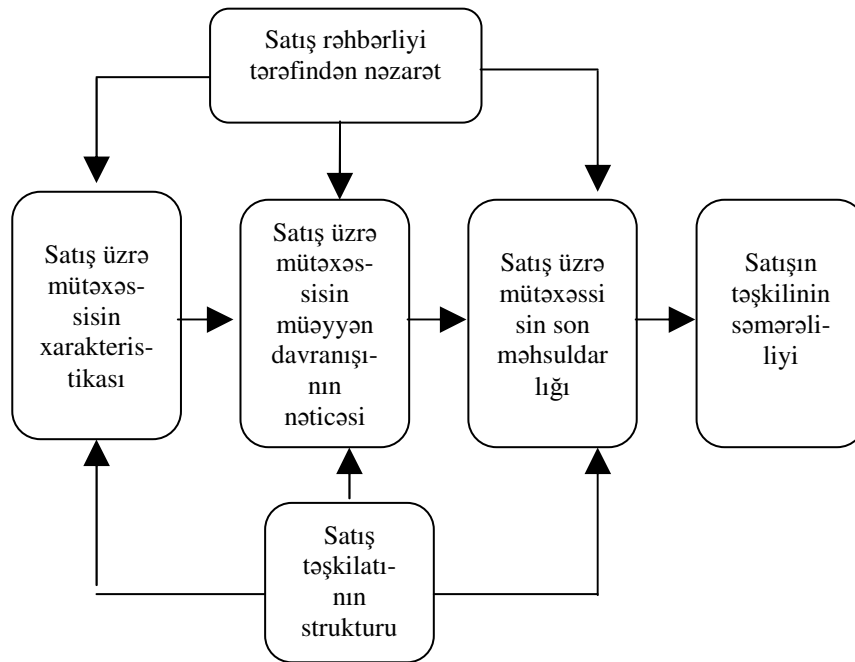 Satış rəhbərliyi
tərəfindən nəzarət
Satış üzrə
mütəxəs-
sisin
xarakteris-
tikası
Satış üzrə
mütəxəs-
sisin
müəyyən
davranışı-
nın
nəticəsi
Satış üzrə
mütəxəssi
sin son
məhsuldar
lığı
Satışın
təşkilinin
səmərəli-
liyi
Satış
təşkilatı-
nın
strukturu